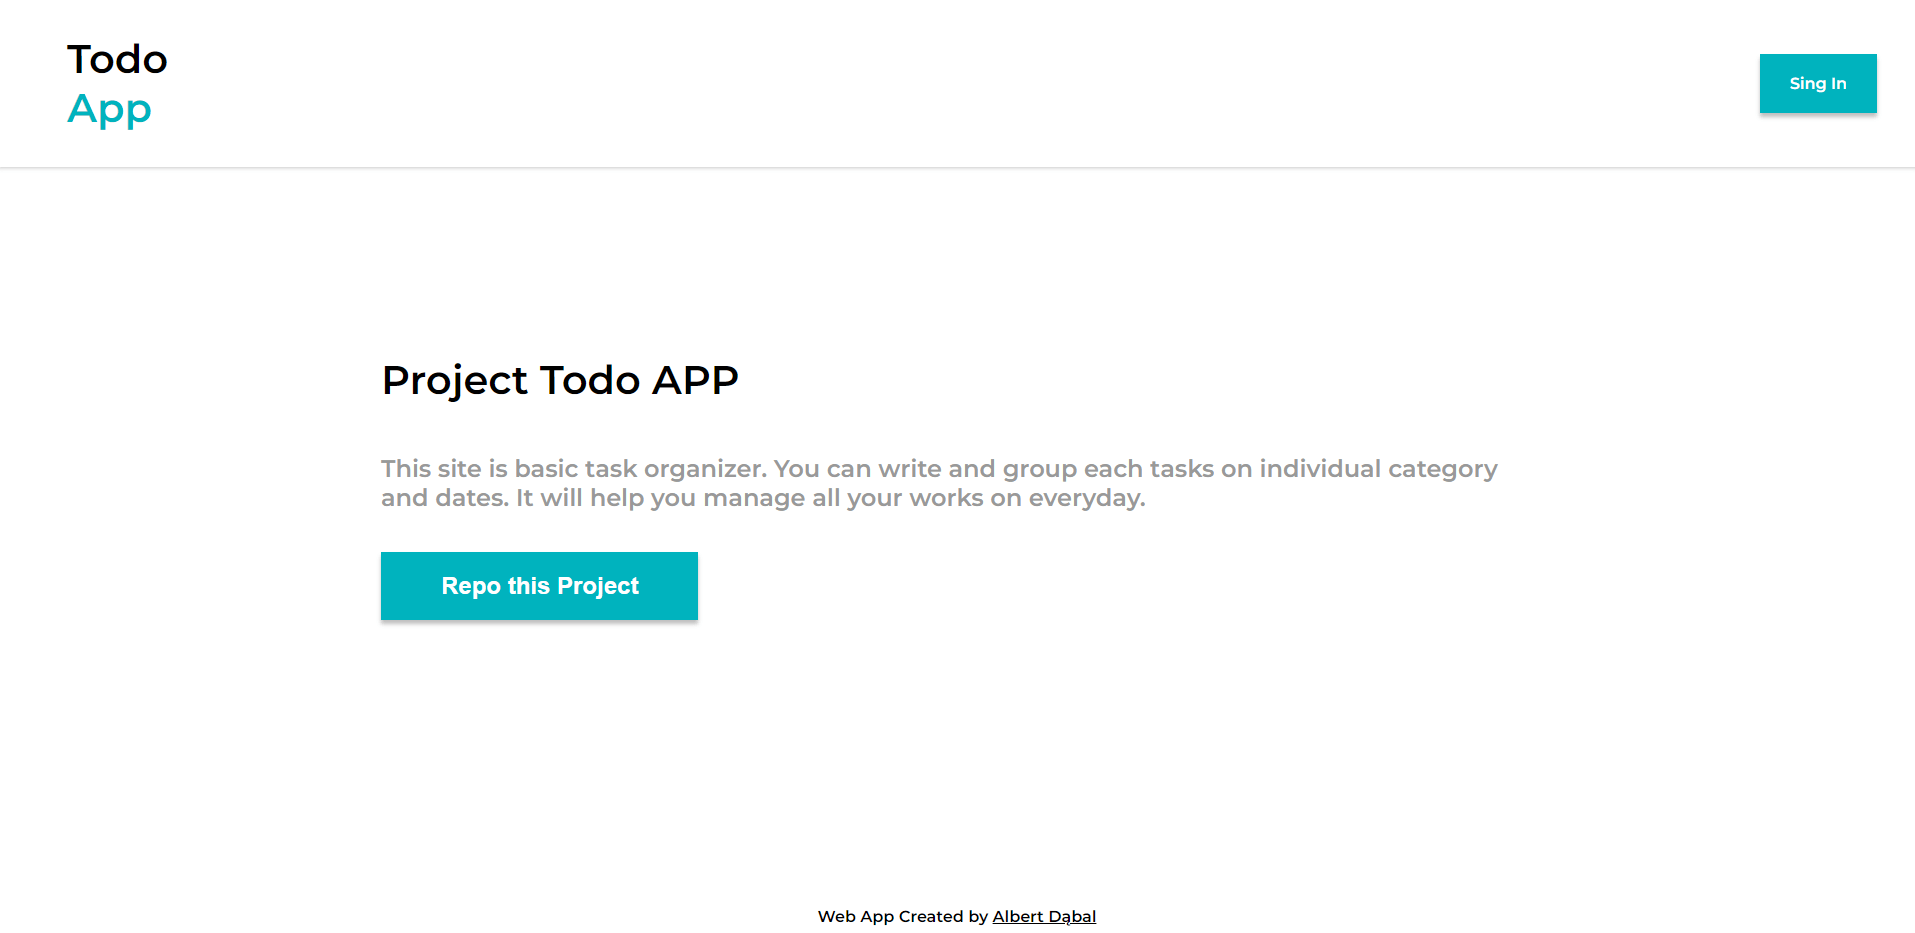 Todo
App
Sing In
Project Todo APP
This site is basic task organizer. You can write and group each tasks on individual category
and dates. It will help you manage all your works on everyday.
Repo this Project
Web App Created by Albert Dąbal